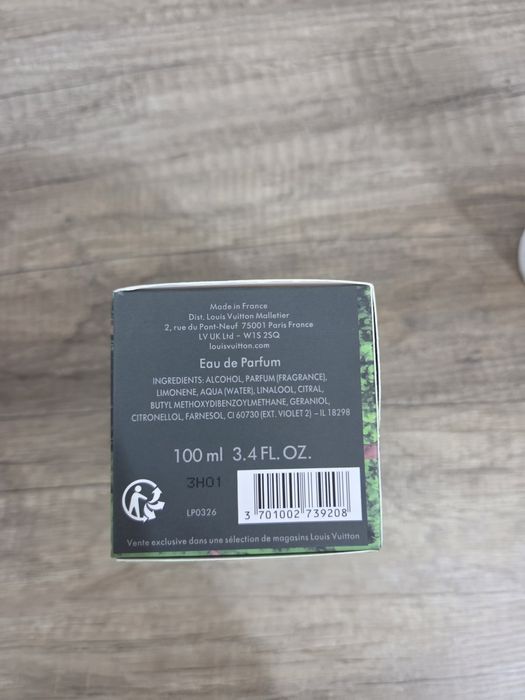 Made in France
Dist. Louis Vuitton Malletier
2, rue du Pont-Neuf 75001 Paris France
LV UK Ltd – W1S 2SQ
louisvuitton.com
Eau de Parfum
INGREDIENTS: ALCOHOL, PARFUM (FRAGRANCE),
LIMONENE, AQUA (WATER), LINALOOL, CITRAL,
BUTYL METHOXYDIBENZOYLMETHANE, GERANIOL,
CITRONELLOL, FARNESOL, CI 60730 (EXT. VIOLET 2) – IL 18298
100 ml 3.4 FL. OZ.
3H01
LP0326
3 701002 739208
Vente exclusive dans une sélection de magasins Louis Vuitton